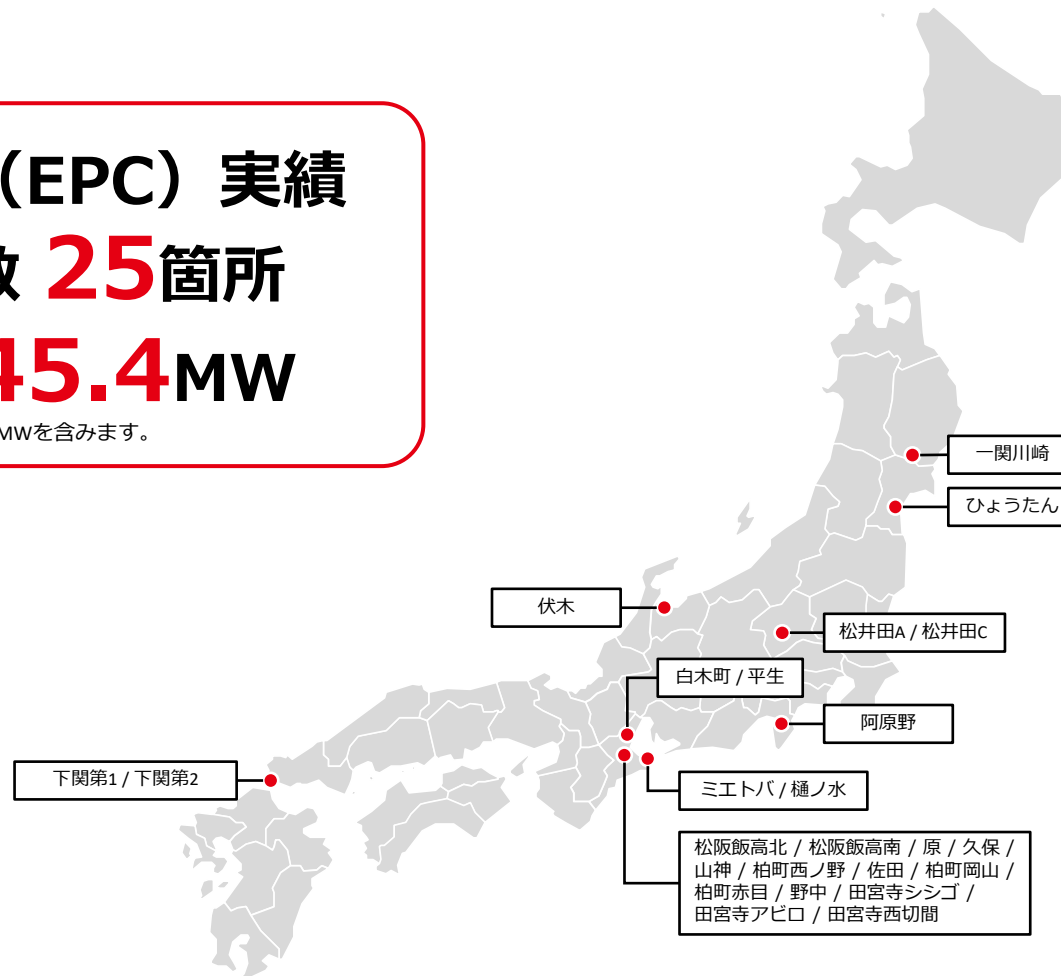 （EPC）実績
数 25箇所
45.4MW
MWを含みます。
一関川崎
ひょうたん
伏木
松井田A / 松井田C
白木町 / 平生
阿原野
下関第1 / 下関第2
ミエトバ / 樋ノ水
松阪飯高北 / 松阪飯高南 / 原 / 久保 /
山神 / 柏町西ノ野 / 佐田 / 柏町岡山 /
柏町赤目 / 野中 / 田宮寺シシゴ /
田宮寺アビロ / 田宮寺西切間